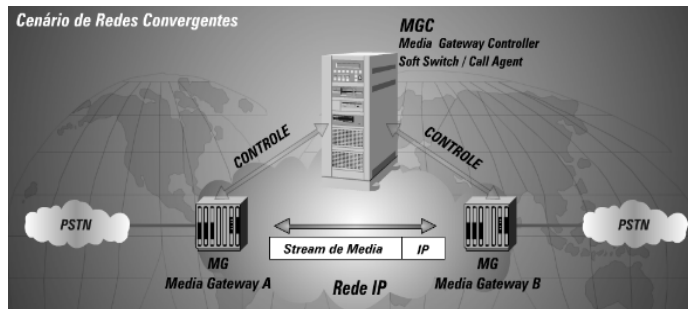 Cenário de Redes Convergentes
MGC
Media Gateway Controller
Soft Switch / Call Agent
CONTROLE
CONTROLE
PSTN
PSTN
Stream de Media
IP
MG
Media Gateway A
Rede IP
MG
Media Gateway B